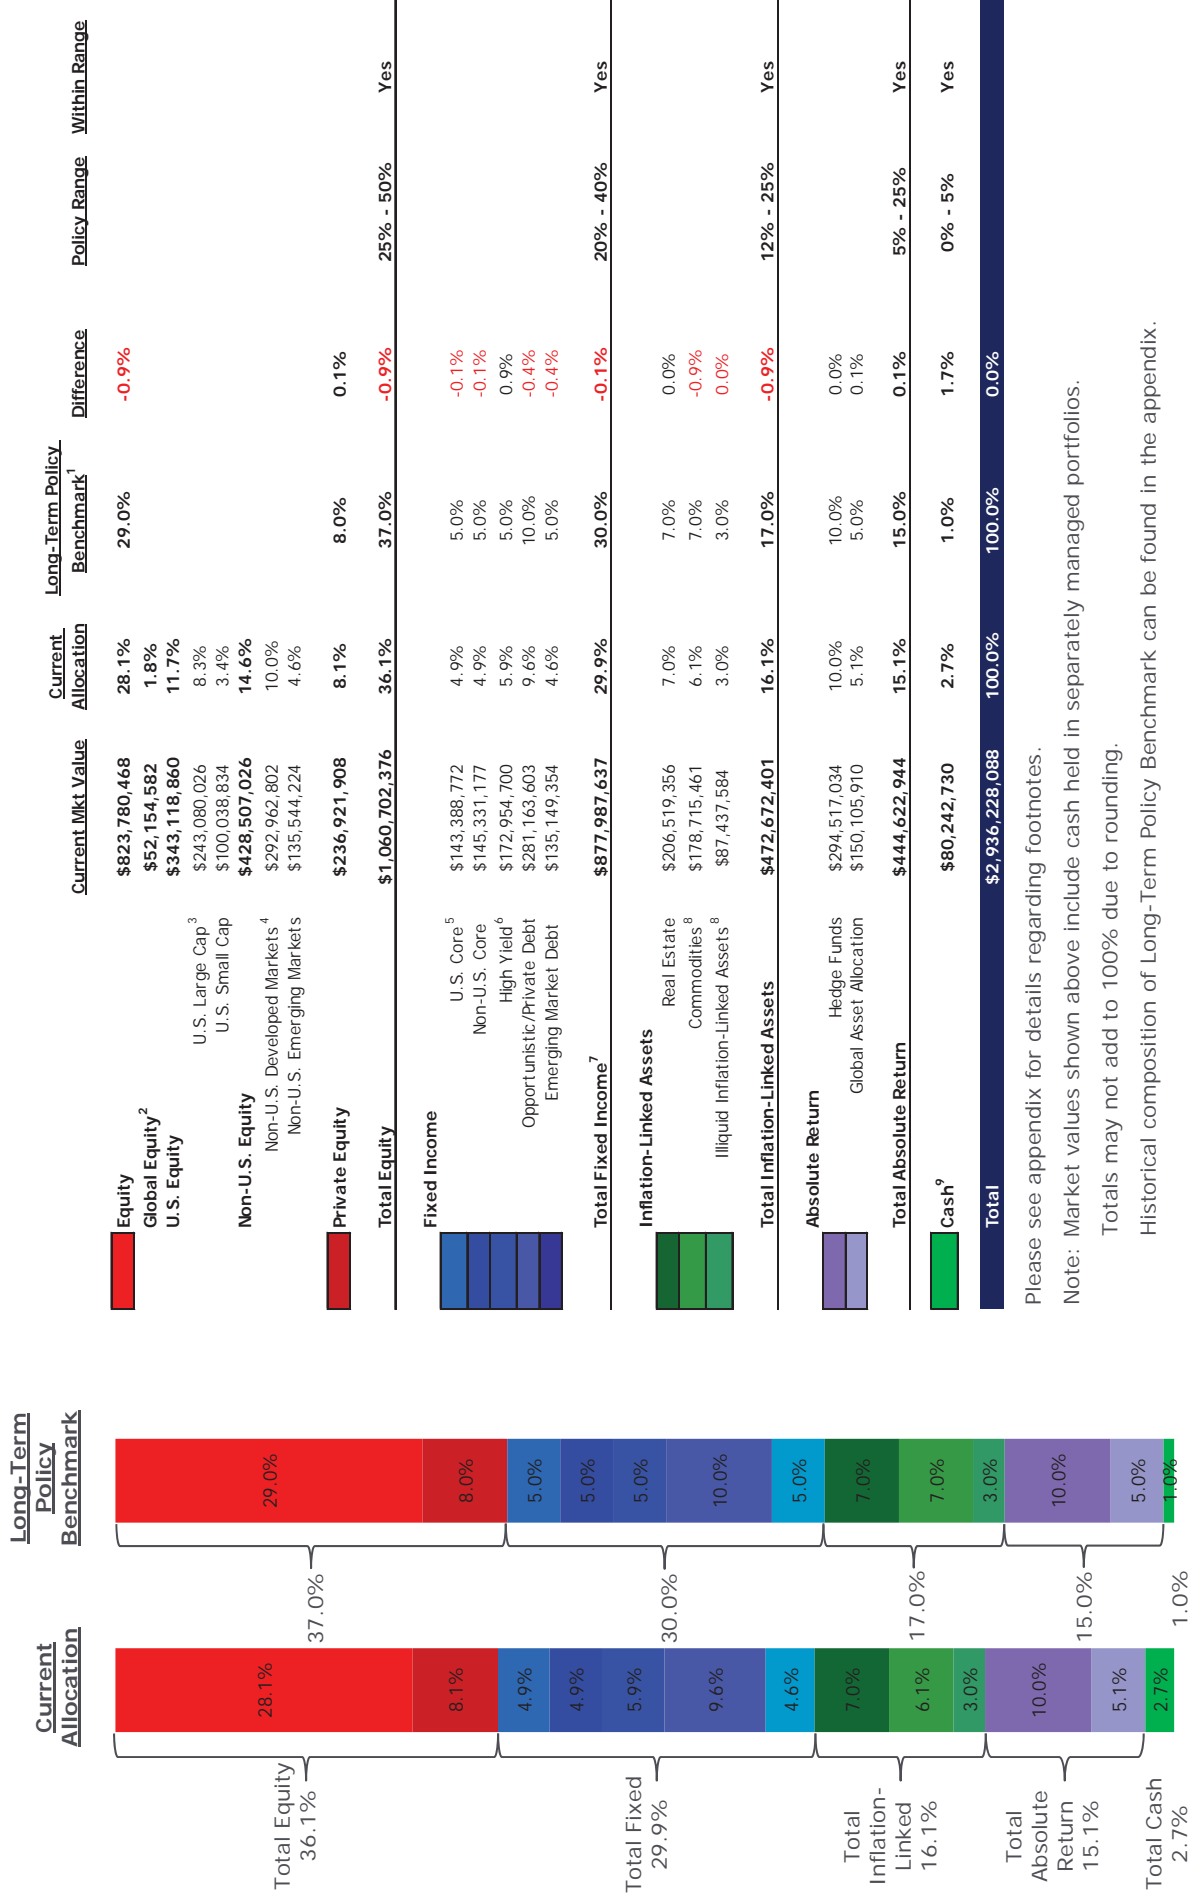 Current Allocation
Long-Term Policy Benchmark
Total Equity 36.1%
28.1%
8.1%
37.0%
29.0%
8.0%
Total Fixed 29.9%
4.9%
4.9%
5.9%
9.6%
4.6%
30.0%
5.0%
5.0%
5.0%
10.0%
5.0%
Total Inflation-Linked 16.1%
7.0%
6.1%
3.0%
17.0%
7.0%
7.0%
3.0%
Total Absolute Return 15.1%
10.0%
5.1%
15.0%
10.0%
5.0%
Total Cash 2.7%
2.7%
1.0%
1.0%
Current Mkt Value Current Allocation Long-Term Policy Benchmark1 Difference Policy Range Within Range
Equity $823,780,468 28.1% 29.0% -0.9%
Global Equity2 $52,154,582 1.8%
U.S. Equity $343,118,860 11.7%
U.S. Large Cap3 $243,080,026 8.3%
U.S. Small Cap $100,038,834 3.4%
Non-U.S. Equity $428,507,026 14.6%
Non-U.S. Developed Markets4 $292,962,802 10.0%
Non-U.S. Emerging Markets $135,544,224 4.6%
Private Equity $236,921,908 8.1% 8.0% 0.1%
Total Equity $1,060,702,376 36.1% 37.0% -0.9% 25% - 50% Yes
Fixed Income
U.S. Core5 $143,388,772 4.9% 5.0% -0.1%
Non-U.S. Core $145,331,177 4.9% 5.0% -0.1%
High Yield6 $172,954,700 5.9% 5.0% 0.9%
Opportunistic/Private Debt $281,163,603 9.6% 10.0% -0.4%
Emerging Market Debt $135,149,354 4.6% 5.0% -0.4%
Total Fixed Income7 $877,987,637 29.9% 30.0% -0.1% 20% - 40% Yes
Inflation-Linked Assets
Real Estate $206,519,356 7.0% 7.0% 0.0%
Commodities8 $178,715,461 6.1% 7.0% -0.9%
Illiquid Inflation-Linked Assets8 $87,437,584 3.0% 3.0% 0.0%
Total Inflation-Linked Assets $472,672,401 16.1% 17.0% -0.9% 12% - 25% Yes
Absolute Return
Hedge Funds $294,517,034 10.0% 10.0% 0.0%
Global Asset Allocation $150,105,910 5.1% 5.0% 0.1%
Total Absolute Return $444,622,944 15.1% 15.0% 0.1% 5% - 25% Yes
Cash9 $80,242,730 2.7% 1.0% 1.7% 0% - 5% Yes
Total $2,936,228,088 100.0% 100.0% 0.0%
Please see appendix for details regarding footnotes.
Note: Market values shown above include cash held in separately managed portfolios.
Totals may not add to 100% due to rounding.
Historical composition of Long-Term Policy Benchmark can be found in the appendix.